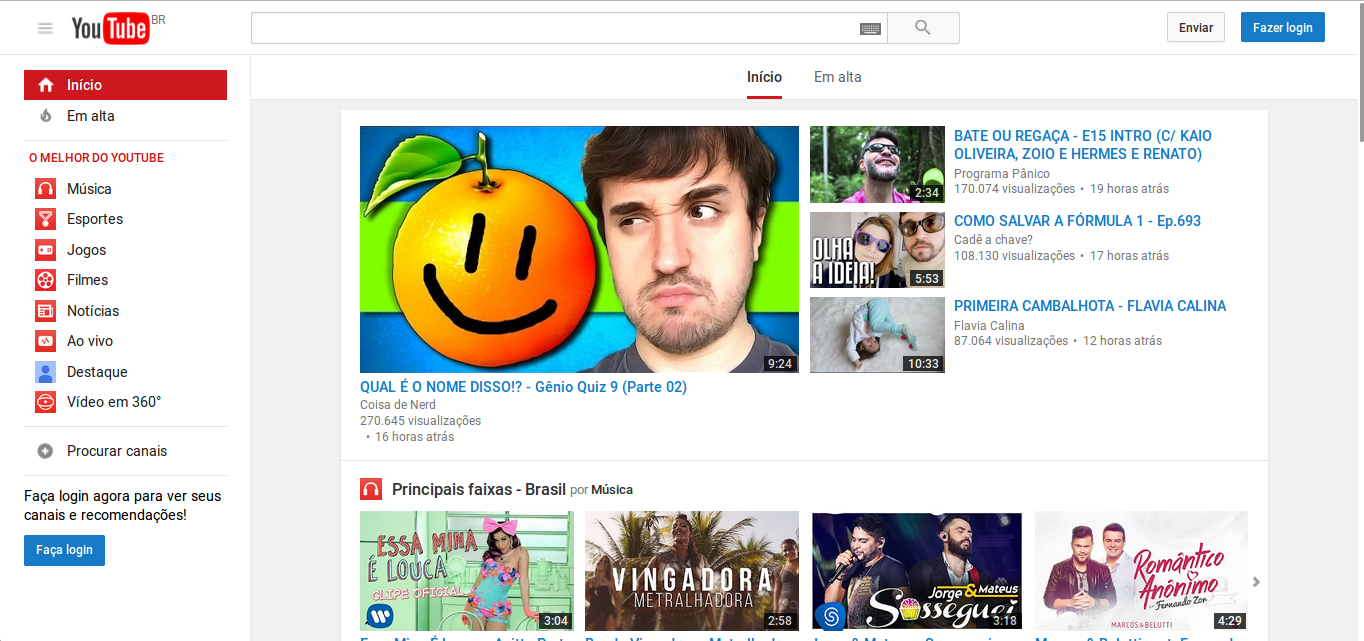 YouTube BR
Enviar
Fazer login
Início
Em alta
O MELHOR DO YOUTUBE
Música
Esportes
Jogos
Filmes
Notícias
Ao vivo
Destaque
Vídeo em 360°
Procurar canais
Faça login agora para ver seus
canais e recomendações!
Faça login
Início
Em alta
9:24
QUAL É O NOME DISSO!? - Gênio Quiz 9 (Parte 02)
Coisa de Nerd
270.645 visualizações
• 16 horas atrás
2:34
BATE OU REGAÇA - E15 INTRO (C/ KAIO
OLIVEIRA, ZOIO E HERMES E RENATO)
Programa Pânico
170.074 visualizações • 19 horas atrás
OLHA
A IDEIA!
5:53
COMO SALVAR A FÓRMULA 1 - Ep.693
Cadê a chave?
108.130 visualizações • 17 horas atrás
10:33
PRIMEIRA CAMBALHOTA - FLAVIA CALINA
Flavia Calina
87.064 visualizações • 12 horas atrás
Principais faixas - Brasil por Música
ESSA MINA
É LOUCA
CLIPE OFICIAL
3:04
VINGADORA
METRALHADORA
2:58
Jorge & Mateus
Sosseguei
3:18
Romântico
Anônimo
Fernando Zor
MARCOS & BELUTTI
4:29